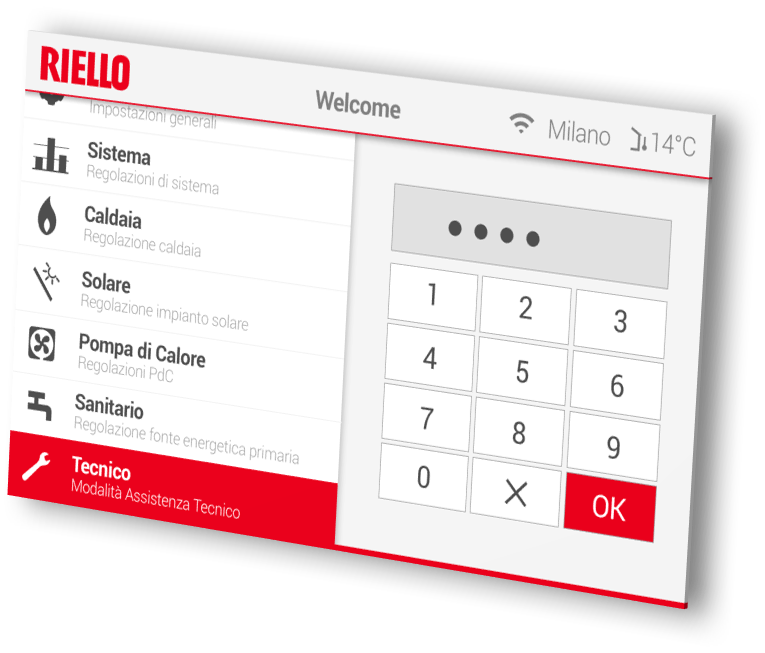 RIELLO
Welcome
Milano
14°C
Impostazioni generali
Sistema
Regolazioni di sistema
Caldaia
Regolazione caldaia
Solare
Regolazione impianto solare
Pompa di Calore
Regolazioni PdC
Sanitario
Regolazione fonte energetica primaria
Tecnico
Modalità Assistenza Tecnico
1 2 3
4 5 6
7 8 9
0 X OK